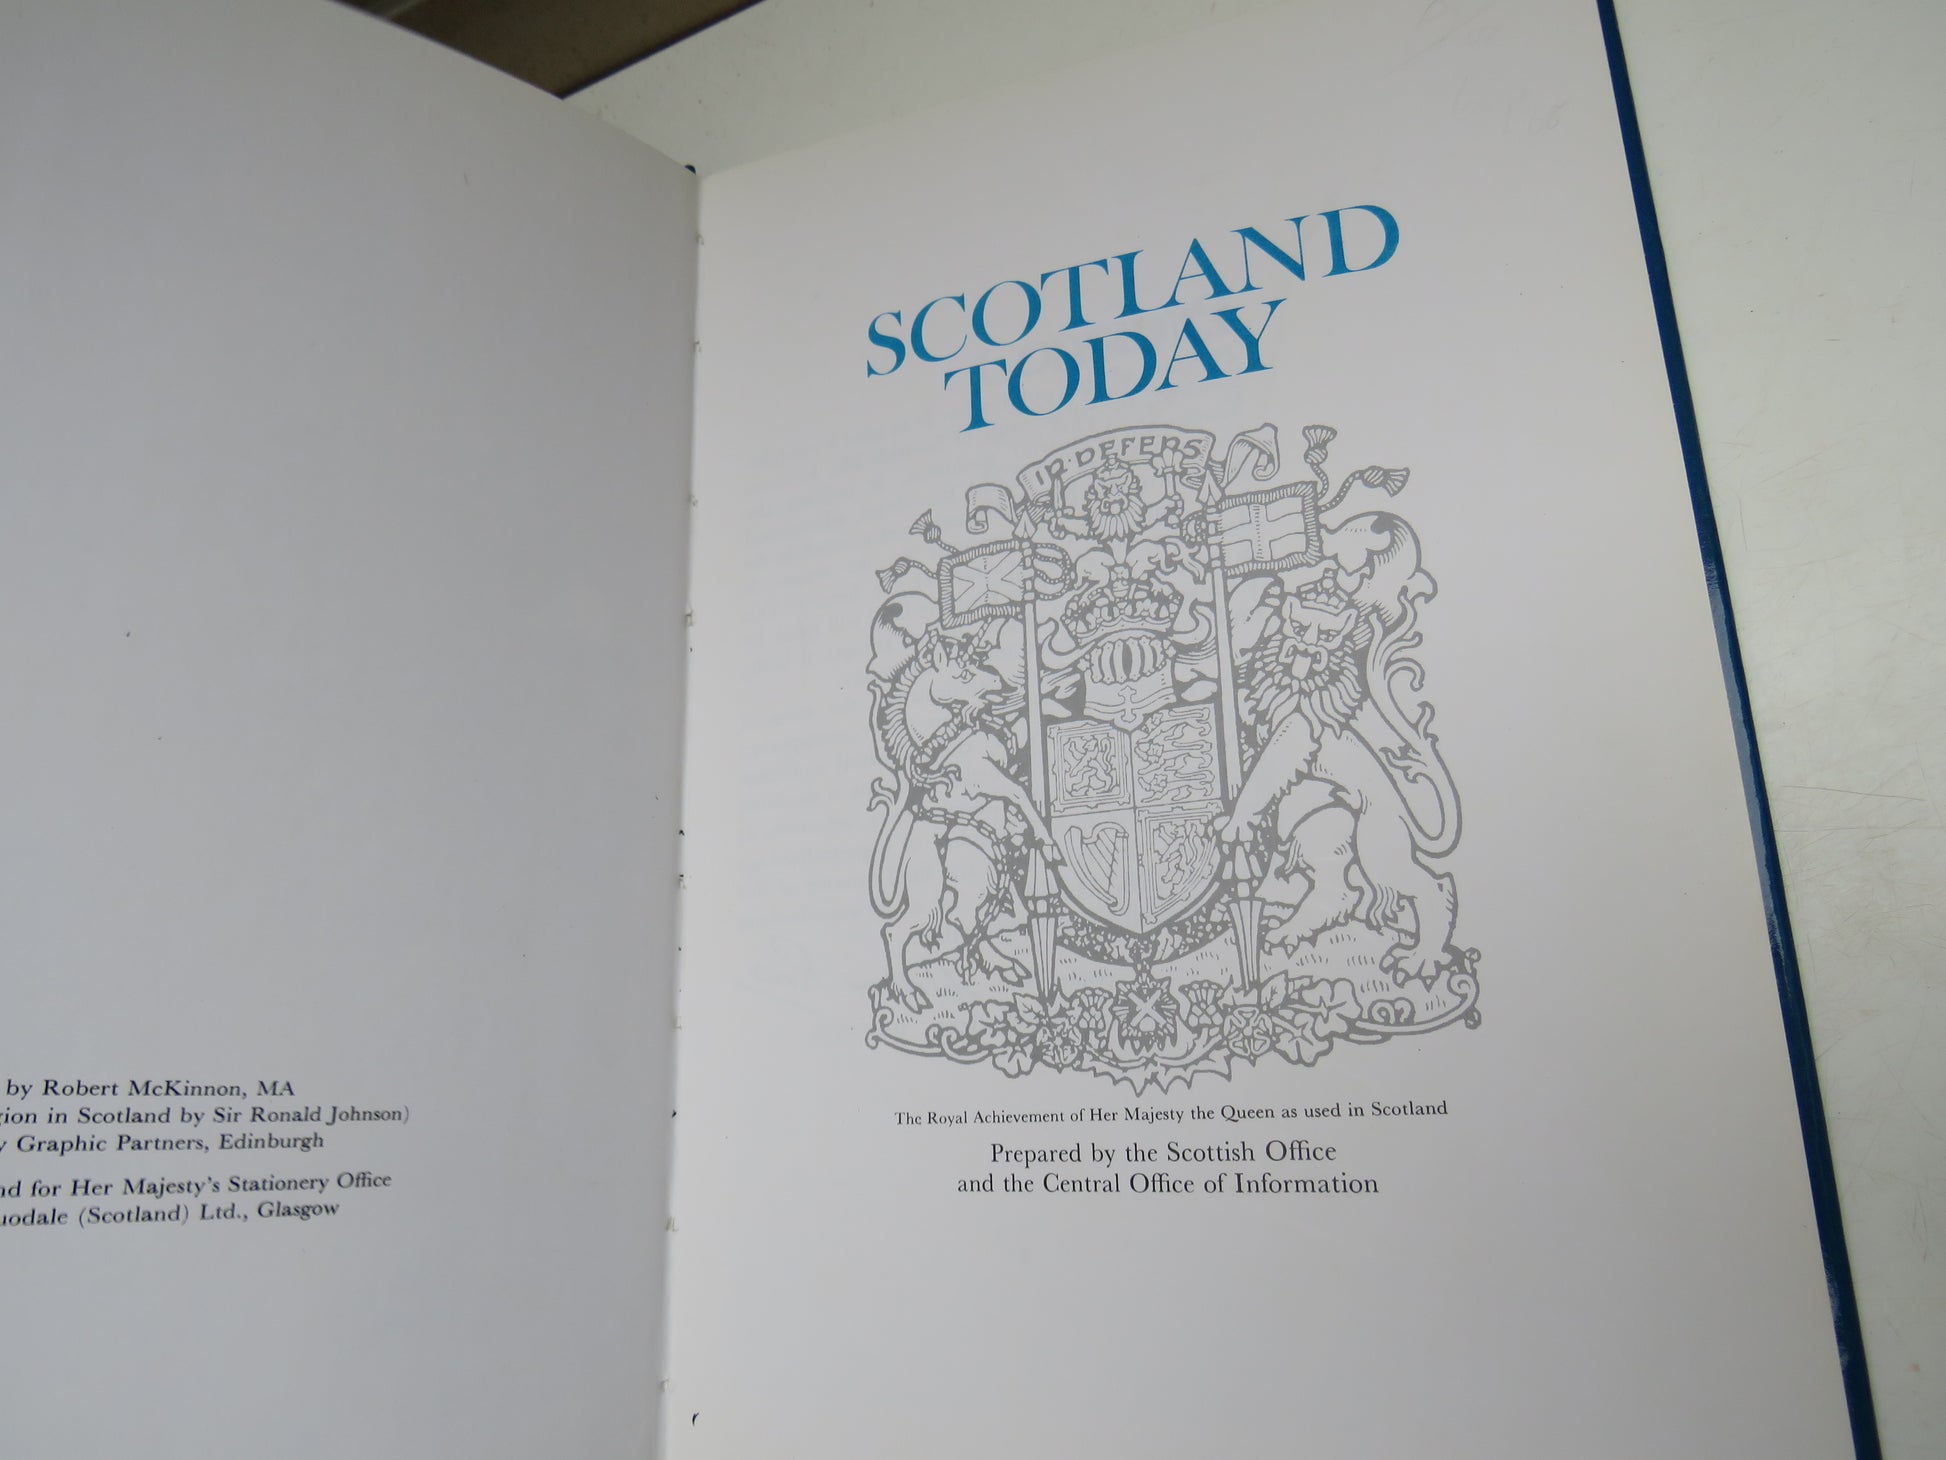 by Robert McKinnon, MA
in Scotland by Sir Ronald Johnson)
Graphic Partners, Edinburgh
for Her Majesty's Stationery Office
(Scotland) Ltd., Glasgow
SCOTLAND
TODAY
IN·DEFENS
The Royal Achievement of Her Majesty the Queen as used in Scotland
Prepared by the Scottish Office
and the Central Office of Information